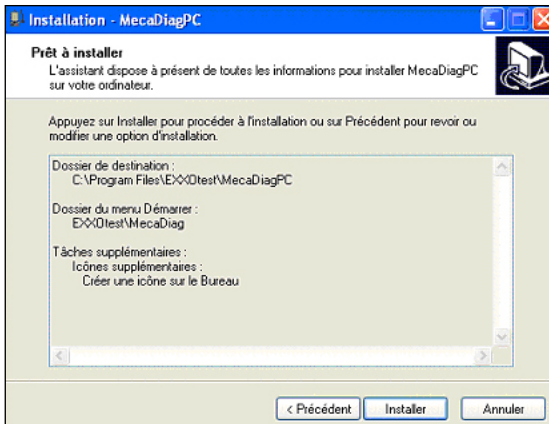 Installation - MecaDiagPC
Prêt à installer
L'assistant dispose à présent de toutes les informations pour installer MecaDiagPC
sur votre ordinateur.
Appuyez sur Installer pour procéder à l'installation ou sur Précédent pour revoir ou
modifier une option d'installation.
Dossier de destination :
C:\Program Files\EXXOtest\MecaDiagPC
Dossier du menu Démarrer :
EXXOtest\MecaDiag
Tâches supplémentaires :
Icônes supplémentaires :
Créer une icône sur le Bureau
< Précédent
Installer
Annuler